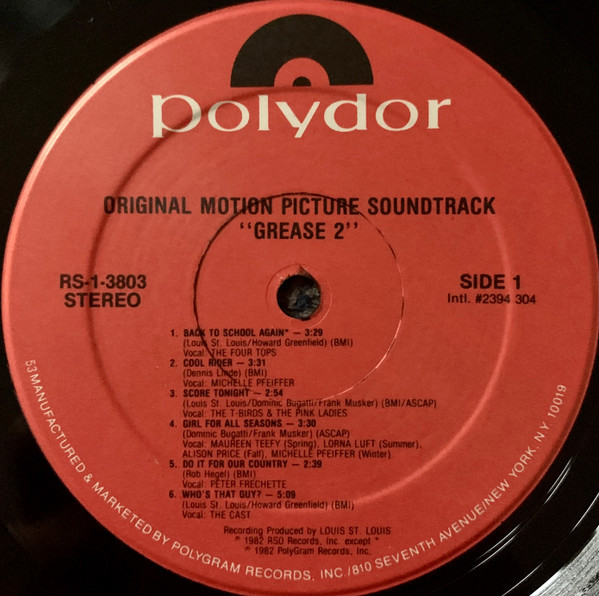 polydor
ORIGINAL MOTION PICTURE SOUNDTRACK
"GREASE 2"
RS-1-3803
STEREO
SIDE 1
Intl. #2394 304
1. BACK TO SCHOOL AGAIN* — 3:29
(Louis St. Louis/Howard Greenfield) (BMI)
Vocal: THE FOUR TOPS
2. COOL RIDER — 3:31
(Dennis Linde) (BMI)
Vocal: MICHELLE PFEIFFER
3. SCORE TONIGHT — 2:54
(Louis St. Louis/Dominic Bugatti/Frank Musker) (BMI/ASCAP)
Vocal: THE T-BIRDS & THE PINK LADIES
4. GIRL FOR ALL SEASONS — 3:30
(Dominic Bugatti/Frank Musker) (ASCAP)
Vocal: MAUREEN TEEFY (Spring), LORNA LUFT (Summer),
ALISON PRICE (Fall), MICHELLE PFEIFFER (Winter)
5. DO IT FOR OUR COUNTRY — 2:39
(Rob Hegel) (BMI)
Vocal: PETER FRECHETTE
6. WHO'S THAT GUY? — 5:09
(Louis St. Louis/Howard Greenfield) (BMI)
Vocal: THE CAST
Recording Produced by LOUIS ST. LOUIS
℗ 1982 RSO Records, Inc. except *
℗ 1982 PolyGram Records, Inc.
53 MANUFACTURED & MARKETED BY POLYGRAM RECORDS, INC./810 SEVENTH AVENUE/NEW YORK, NY 10019